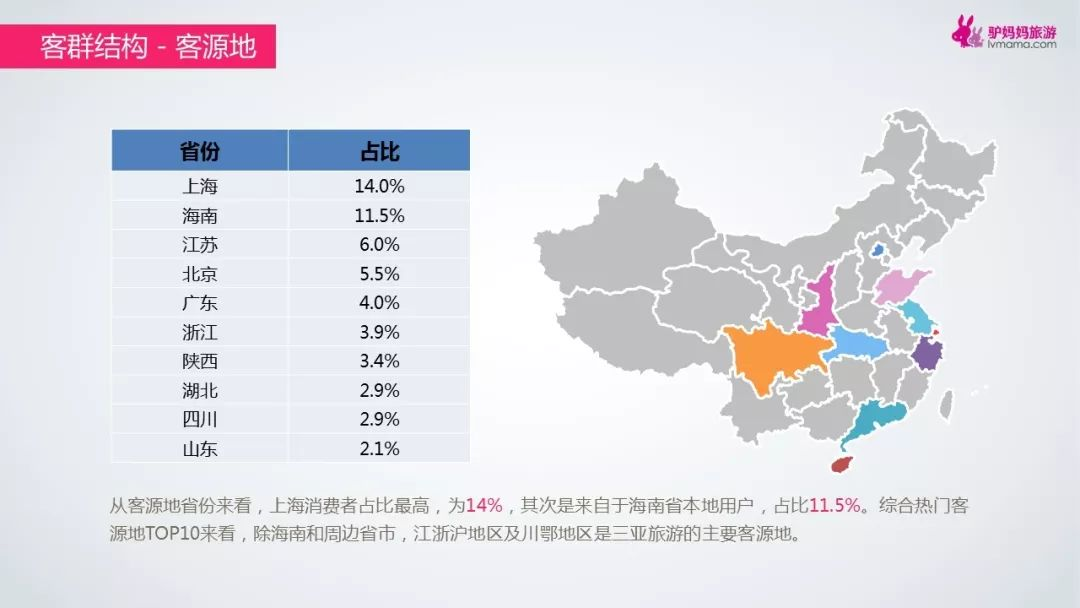 客群结构 - 客源地
驴妈妈旅游
lvmama.com
省份 占比
上海 14.0%
海南 11.5%
江苏 6.0%
北京 5.5%
广东 4.0%
浙江 3.9%
陕西 3.4%
湖北 2.9%
四川 2.9%
山东 2.1%
从客源地省份来看，上海消费者占比最高，为14%，其次是来自于海南省本地用户，占比11.5%。综合热门客
源地TOP10来看，除海南和周边省市，江浙沪地区及川鄂地区是三亚旅游的主要客源地。